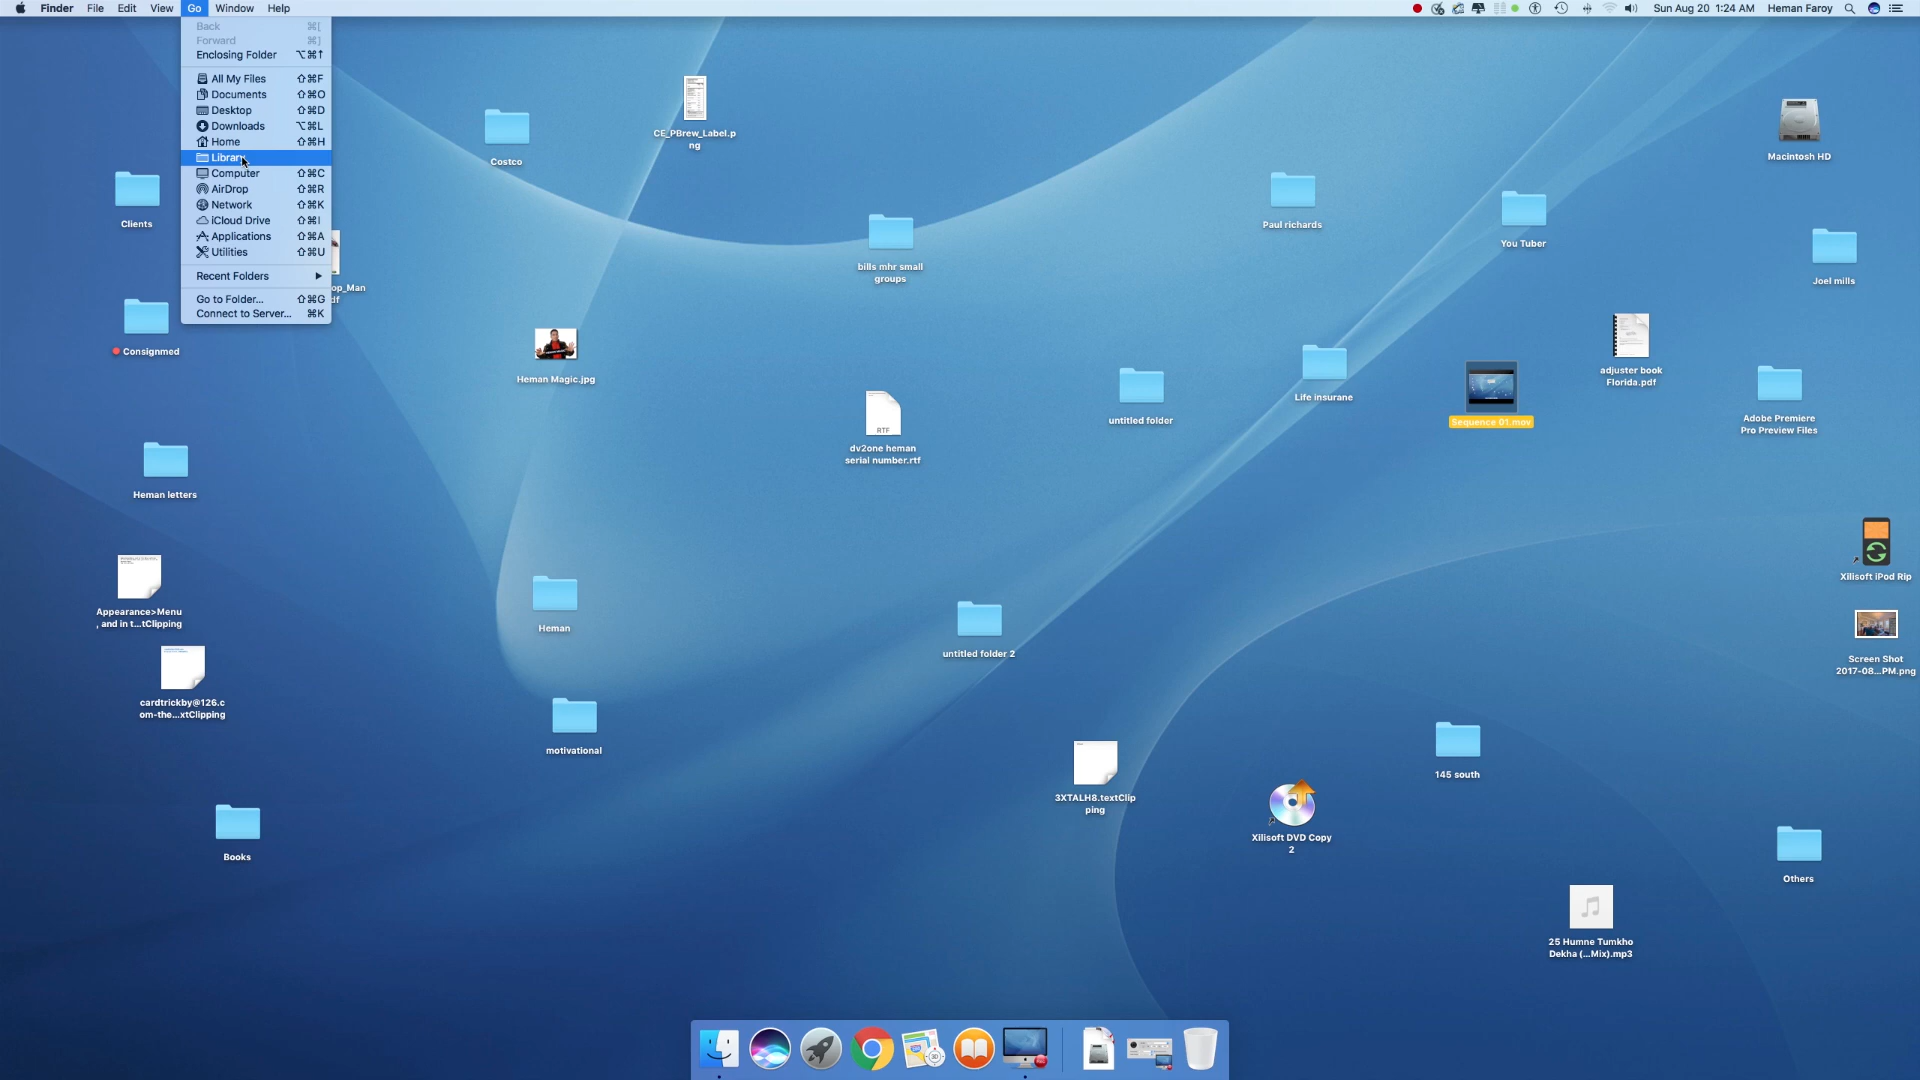 Finder File Edit View Go Window Help
Sun Aug 20 1:24 AM Heman Faroy
Back ⌘[
Forward ⌘]
Enclosing Folder ⌥⌘↑
All My Files ⇧⌘F
Documents ⇧⌘O
Desktop ⇧⌘D
Downloads ⌥⌘L
Home ⇧⌘H
Library
Computer ⇧⌘C
AirDrop ⇧⌘R
Network ⇧⌘K
iCloud Drive ⇧⌘I
Applications ⇧⌘A
Utilities ⇧⌘U
Recent Folders ▶
Go to Folder... ⇧⌘G
Connect to Server... ⌘K
Clients
op_Man
df
Consignmed
Heman letters
Appearance>Menu
, and in t...tClipping
cardtrickby@126.c
om-the...xtClipping
Books
Costco
CE_PBrew_Label.p
ng
bills mhr small
groups
Heman Magic.jpg
RTF
dv2one heman
serial number.rtf
Heman
motivational
untitled folder 2
untitled folder
Paul richards
Life insurane
You Tuber
Sequence 01.mov
adjuster book
Florida.pdf
Macintosh HD
Joel mills
Adobe Premiere
Pro Preview Files
Xilisoft iPod Rip
Screen Shot
2017-08...PM.png
3XTALH8.textClip
ping
Xilisoft DVD Copy
2
145 south
Others
25 Humne Tumkho
Dekha (...Mix).mp3